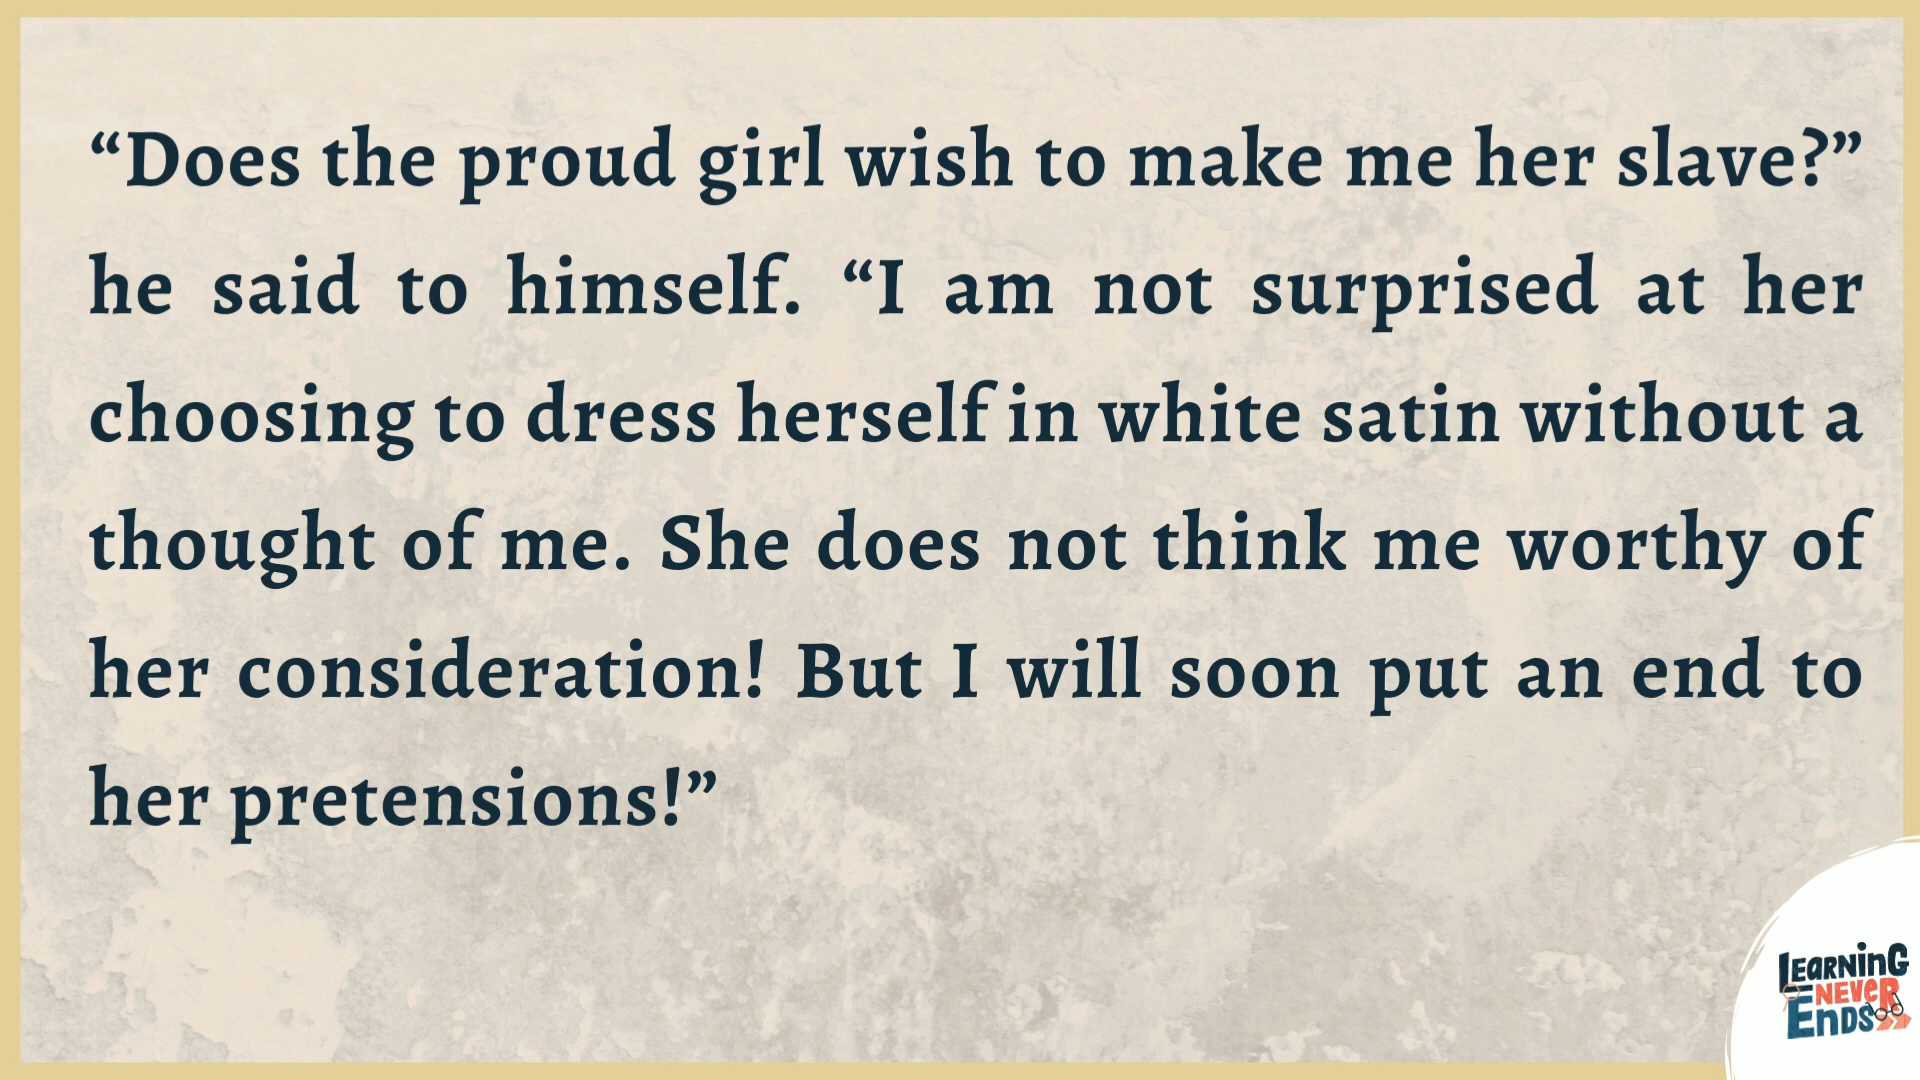 “Does the proud girl wish to make me her slave?”
he said to himself. “I am not surprised at her
choosing to dress herself in white satin without a
thought of me. She does not think me worthy of
her consideration! But I will soon put an end to
her pretensions!”
LEARNING
NEVER
ENDS